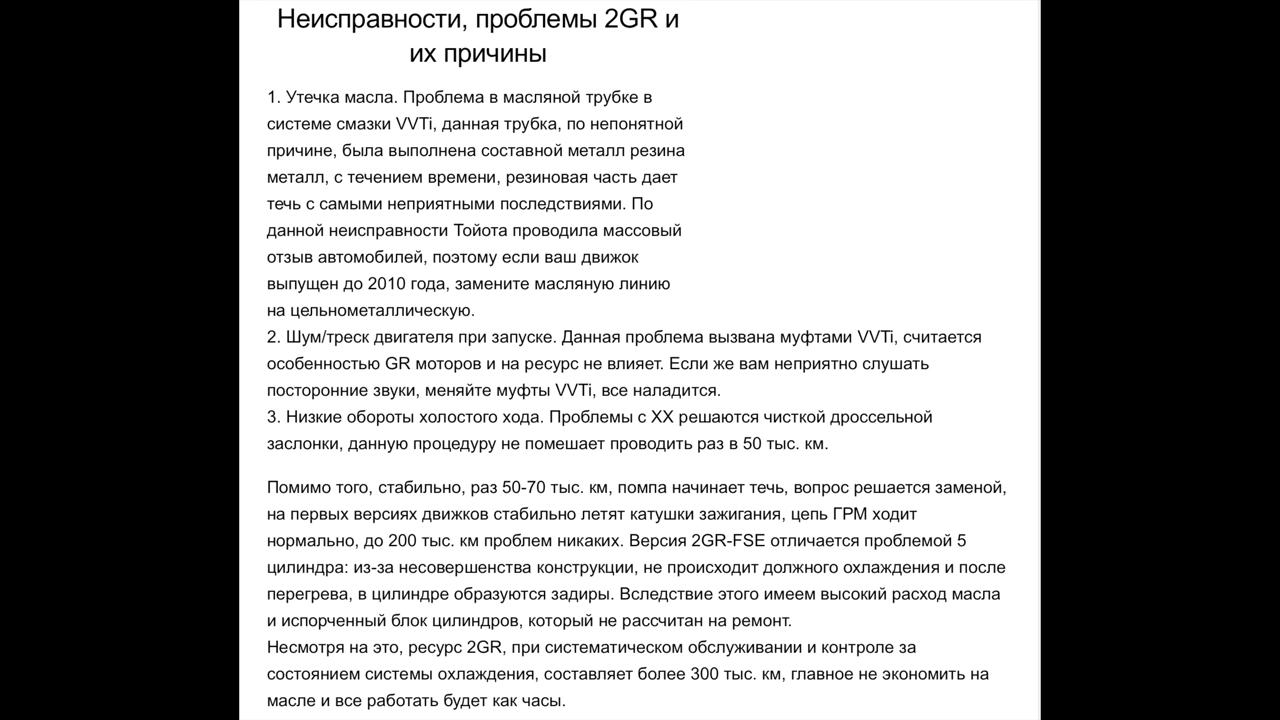 Неисправности, проблемы 2GR и
их причины
1. Утечка масла. Проблема в масляной трубке в
системе смазки VVTi, данная трубка, по непонятной
причине, была выполнена составной металл резина
металл, с течением времени, резиновая часть дает
течь с самыми неприятными последствиями. По
данной неисправности Тойота проводила массовый
отзыв автомобилей, поэтому если ваш движок
выпущен до 2010 года, замените масляную линию
на цельнометаллическую.
2. Шум/треск двигателя при запуске. Данная проблема вызвана муфтами VVTi, считается
особенностью GR моторов и на ресурс не влияет. Если же вам неприятно слушать
посторонние звуки, меняйте муфты VVTi, все наладится.
3. Низкие обороты холостого хода. Проблемы с ХХ решаются чисткой дроссельной
заслонки, данную процедуру не помешает проводить раз в 50 тыс. км.
Помимо того, стабильно, раз 50-70 тыс. км, помпа начинает течь, вопрос решается заменой,
на первых версиях движков стабильно летят катушки зажигания, цепь ГРМ ходит
нормально, до 200 тыс. км проблем никаких. Версия 2GR-FSE отличается проблемой 5
цилиндра: из-за несовершенства конструкции, не происходит должного охлаждения и после
перегрева, в цилиндре образуются задиры. Вследствие этого имеем высокий расход масла
и испорченный блок цилиндров, который не рассчитан на ремонт.
Несмотря на это, ресурс 2GR, при систематическом обслуживании и контроле за
состоянием системы охлаждения, составляет более 300 тыс. км, главное не экономить на
масле и все работать будет как часы.